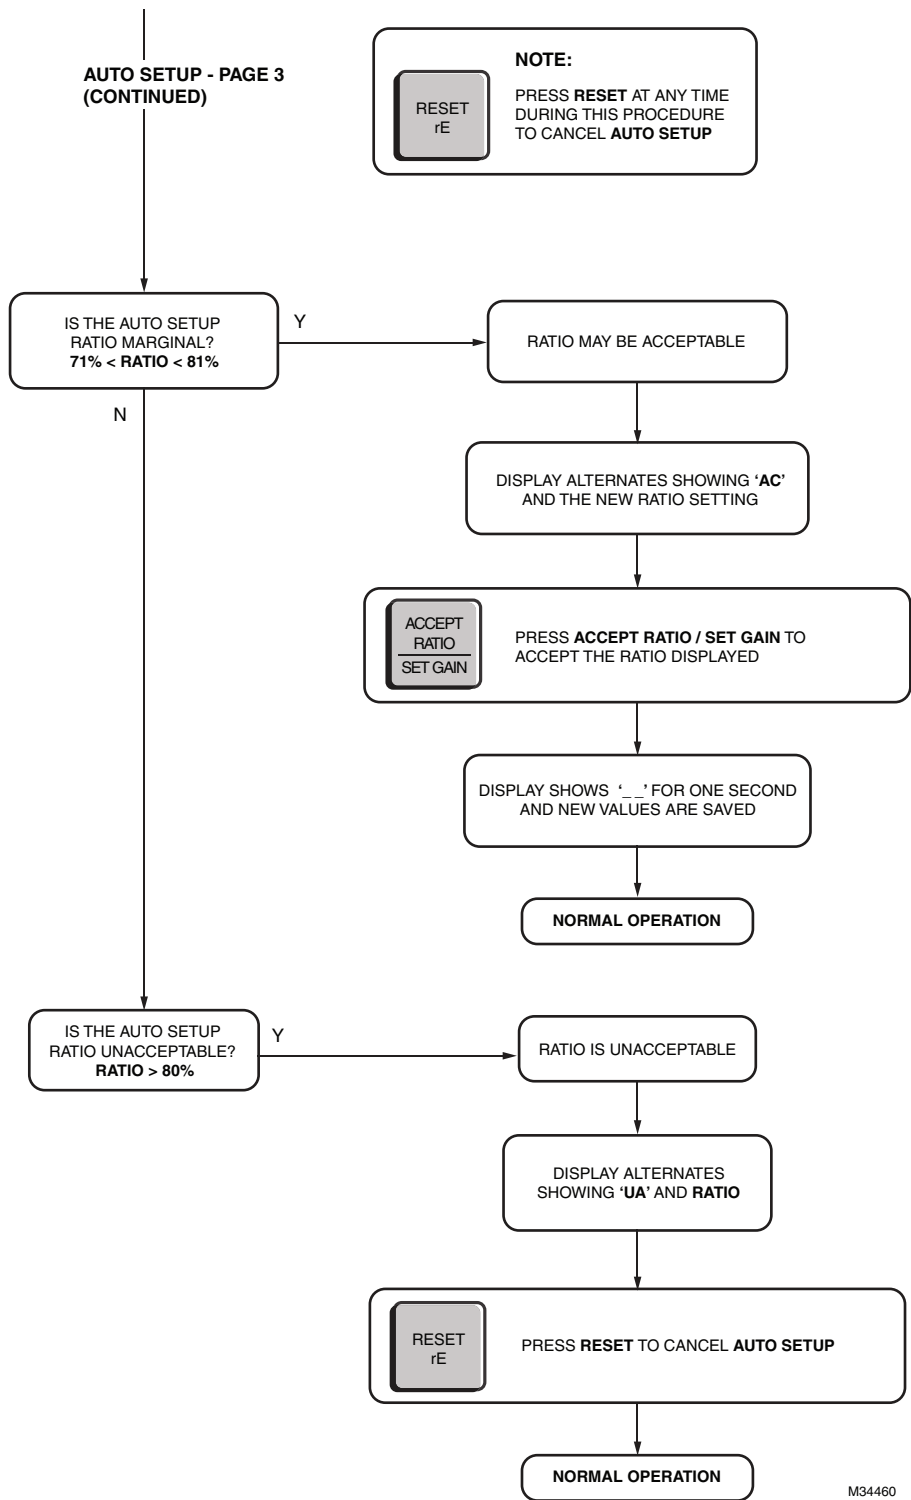 AUTO SETUP - PAGE 3
(CONTINUED)
RESET
rE
NOTE:
PRESS RESET AT ANY TIME
DURING THIS PROCEDURE
TO CANCEL AUTO SETUP
IS THE AUTO SETUP
RATIO MARGINAL?
71% < RATIO < 81%
Y
N
RATIO MAY BE ACCEPTABLE
DISPLAY ALTERNATES SHOWING ‘AC’
AND THE NEW RATIO SETTING
ACCEPT
RATIO
SET GAIN
PRESS ACCEPT RATIO / SET GAIN TO
ACCEPT THE RATIO DISPLAYED
DISPLAY SHOWS ‘_ _’ FOR ONE SECOND
AND NEW VALUES ARE SAVED
NORMAL OPERATION
IS THE AUTO SETUP
RATIO UNACCEPTABLE?
RATIO > 80%
Y
RATIO IS UNACCEPTABLE
DISPLAY ALTERNATES
SHOWING ‘UA’ AND RATIO
RESET
rE
PRESS RESET TO CANCEL AUTO SETUP
NORMAL OPERATION
M34460